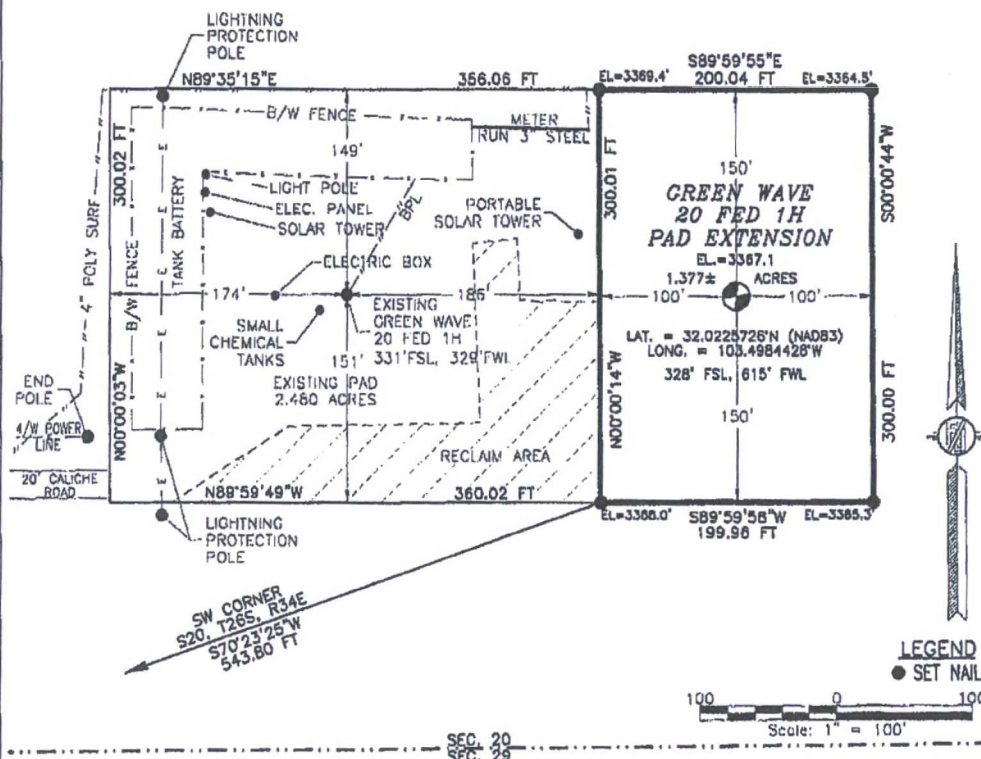 LIGHTNING
PROTECTION
POLE
N89°35'15"E
356.06 FT
EL=3369.4'
S89°59'55"E
200.04 FT
EL=3364.5'
B/W FENCE
METER
RUN 3" STEEL
300.02 FT
149'
300.01 FT
150'
S00°00'44"W
4" POLY SURF
B/W FENCE
TANK BATTERY
E
E
E
E
E
LIGHT POLE
ELEC. PANEL
SOLAR TOWER
BPL
PORTABLE
SOLAR TOWER
GREEN WAVE
20 FED 1H
PAD EXTENSION
EL.=3367.1
1.377± ACRES
ELECTRIC BOX
174'
186'
100'
100'
SMALL
CHEMICAL
TANKS
EXISTING
GREEN WAVE
20 FED 1H
331'FSL, 329'FWL
LAT. = 32.0225726°N (NAD83)
LONG. = 103.4984428°W
328' FSL, 615' FWL
151'
EXISTING PAD
2.480 ACRES
N00°00'03"W
N00°00'14"W
150'
300.00 FT
END
POLE
4/W POWER
LINE
RECLAIM AREA
20' CALICHE
ROAD
N89°59'49"W
360.02 FT
EL=3368.0'
S89°59'58"W
199.96 FT
EL=3365.3'
LIGHTNING
PROTECTION
POLE
SW CORNER
S20, T26S, R34E
S70°23'25"W
543.80 FT
LEGEND
SET NAIL
100 0 100
Scale: 1" = 100'
SEC. 20
SEC. 29